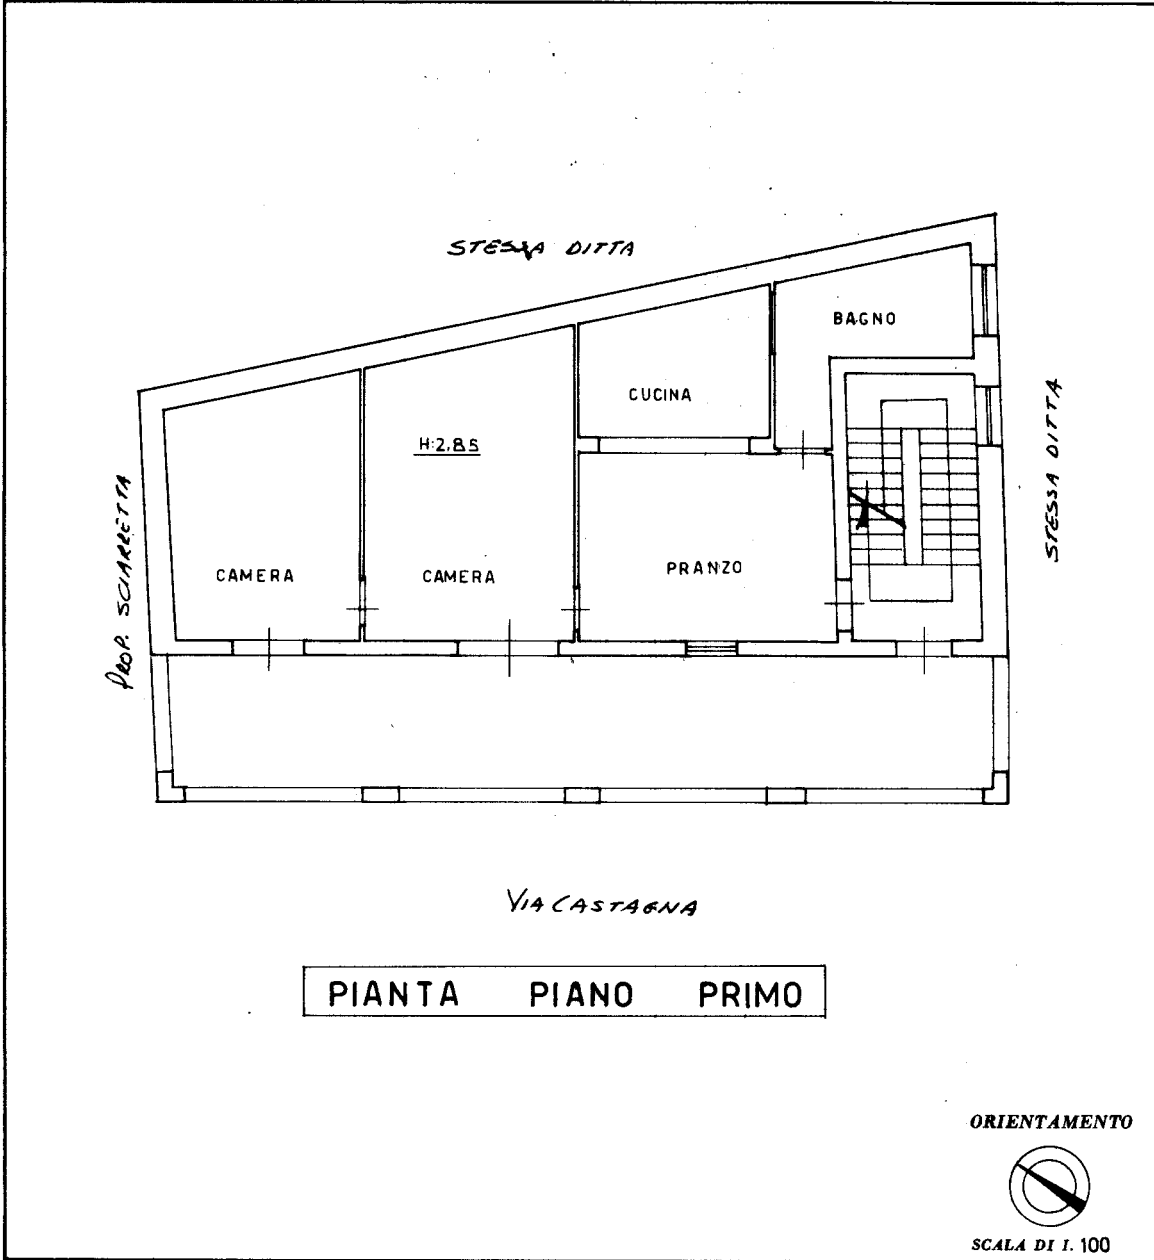 STESSA DITTA
BAGNO
CUCINA
H:2.85
STESSA DITTA
PROP. SCIARRETTA
CAMERA
CAMERA
PRANZO
VIA CASTAGNA
PIANTA PIANO PRIMO
ORIENTAMENTO
SCALA DI 1. 100